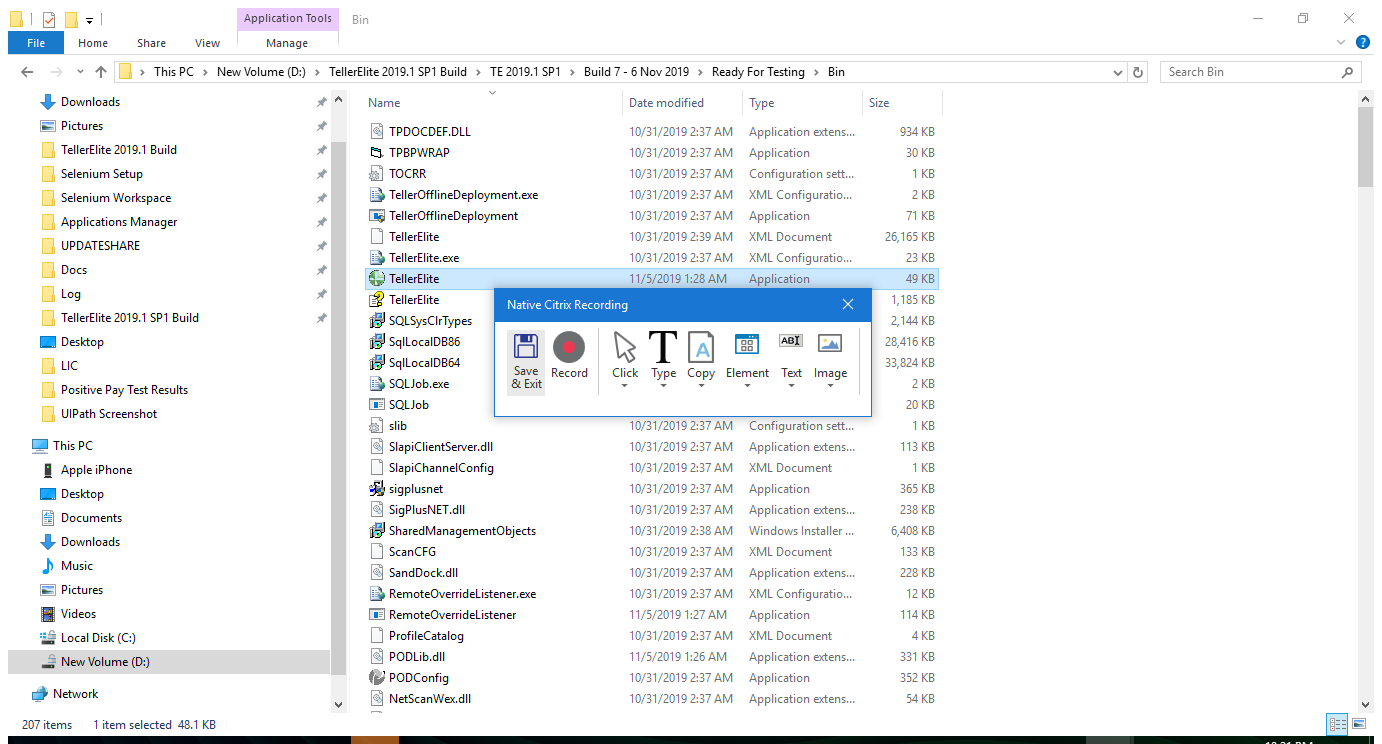 Application Tools Bin
File Home Share View Manage
This PC New Volume (D:) TellerElite 2019.1 SP1 Build TE 2019.1 SP1 Build 7 - 6 Nov 2019 Ready For Testing Bin
Search Bin
Downloads
Pictures
TellerElite 2019.1 Build
Selenium Setup
Selenium Workspace
Applications Manager
UPDATESHARE
Docs
Log
TellerElite 2019.1 SP1 Build
Desktop
LIC
Positive Pay Test Results
UIPath Screenshot
This PC
Apple iPhone
Desktop
Documents
Downloads
Music
Pictures
Videos
Local Disk (C:)
New Volume (D:)
Network
Name Date modified Type Size
TPDOCDEF.DLL 10/31/2019 2:37 AM Application extens... 934 KB
TPBPWRAP 10/31/2019 2:37 AM Application 30 KB
TOCRR 10/31/2019 2:37 AM Configuration sett... 1 KB
TellerOfflineDeployment.exe 10/31/2019 2:37 AM XML Configuratio... 2 KB
TellerOfflineDeployment 10/31/2019 2:37 AM Application 71 KB
TellerElite 10/31/2019 2:39 AM XML Document 26,165 KB
TellerElite.exe 10/31/2019 2:37 AM XML Configuratio... 23 KB
TellerElite 11/5/2019 1:28 AM Application 49 KB
TellerElite 1,185 KB
SQLSysClrTypes 2,144 KB
SqlLocalDB86 28,416 KB
SqlLocalDB64 33,824 KB
SQLJob.exe 2 KB
SQLJob 20 KB
slib 10/31/2019 2:37 AM Configuration sett... 1 KB
SlapiClientServer.dll 10/31/2019 2:37 AM Application extens... 113 KB
SlapiChannelConfig 10/31/2019 2:37 AM XML Document 1 KB
sigplusnet 10/31/2019 2:37 AM Application 365 KB
SigPlusNET.dll 10/31/2019 2:37 AM Application extens... 238 KB
SharedManagementObjects 10/31/2019 2:38 AM Windows Installer ... 6,408 KB
ScanCFG 10/31/2019 2:37 AM XML Document 133 KB
SandDock.dll 10/31/2019 2:37 AM Application extens... 228 KB
RemoteOverrideListener.exe 10/31/2019 2:37 AM XML Configuratio... 12 KB
RemoteOverrideListener 11/5/2019 1:27 AM Application 114 KB
ProfileCatalog 10/31/2019 2:37 AM XML Document 4 KB
PODLib.dll 11/5/2019 1:26 AM Application extens... 331 KB
PODConfig 10/31/2019 2:37 AM Application 352 KB
NetScanWex.dll 10/31/2019 2:37 AM Application extens... 54 KB
Native Citrix Recording
Save
& Exit
Record
Click
T
Type
A
Copy
Element
AB
Text
Image
207 items 1 item selected 48.1 KB